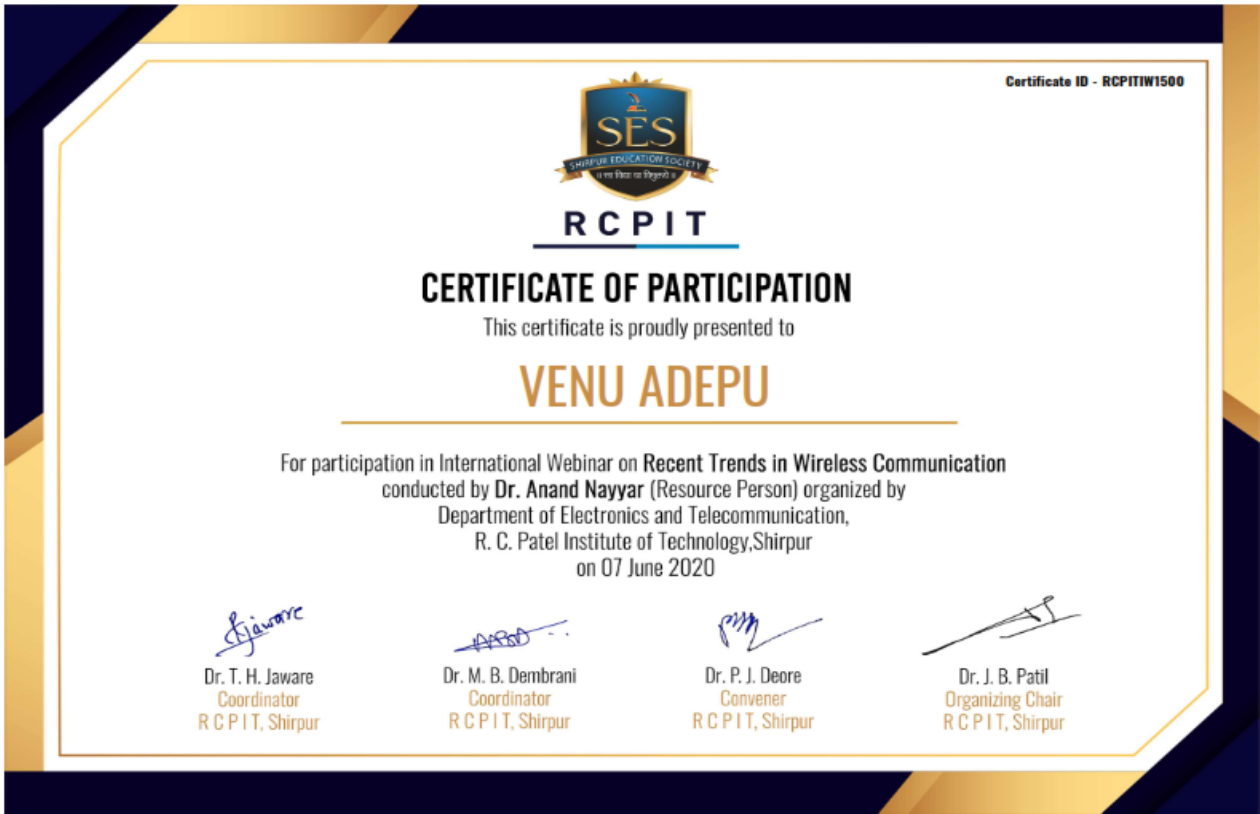 Certificate ID - RCPITIW1500
SES
SHIRPUR EDUCATION SOCIETY
॥ सा विद्या या विमुक्तये ॥
RCPIT
CERTIFICATE OF PARTICIPATION
This certificate is proudly presented to
VENU ADEPU
For participation in International Webinar on Recent Trends in Wireless Communication
conducted by Dr. Anand Nayyar (Resource Person) organized by
Department of Electronics and Telecommunication,
R. C. Patel Institute of Technology,Shirpur
on 07 June 2020
Dr. T. H. Jaware Dr. M. B. Dembrani Dr. P. J. Deore Dr. J. B. Patil
Coordinator Coordinator Convener Organizing Chair
R C P I T, Shirpur R C P I T, Shirpur R C P I T, Shirpur R C P I T, Shirpur